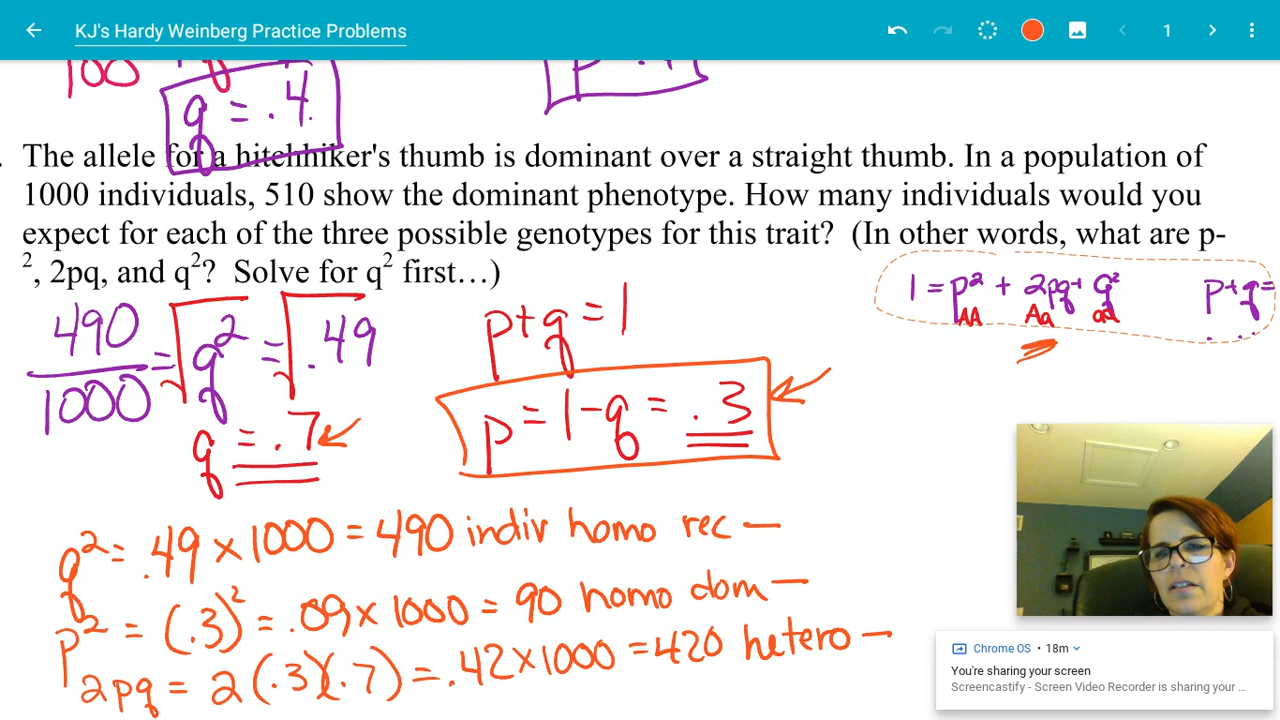 KJ's Hardy Weinberg Practice Problems
1
100
q = .4
. The allele for a hitchhiker's thumb is dominant over a straight thumb. In a population of
1000 individuals, 510 show the dominant phenotype. How many individuals would you
expect for each of the three possible genotypes for this trait? (In other words, what are p-
², 2pq, and q²? Solve for q² first…)
1 = p² + 2pq + q²
AA Aa aa
p + q =
490/1000 = √q² = √.49
q = .7
p + q = 1
p = 1 - q = .3
q² = .49 x 1000 = 490 indiv homo rec —
p² = (.3)² = .09 x 1000 = 90 homo dom —
2pq = 2(.3)(.7) = .42 x 1000 = 420 hetero —
Chrome OS • 18m
You're sharing your screen
Screencastify - Screen Video Recorder is sharing your ...